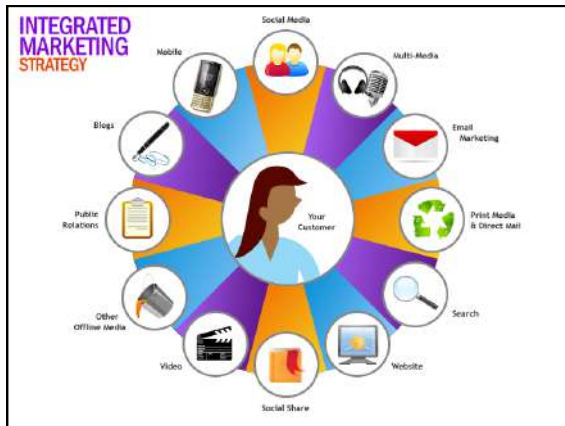 INTEGRATED
MARKETING
STRATEGY
Social Media
Mobile
Multi-Media
Blogs
Email
Marketing
Public
Relations
Your
Customer
Print Media
& Direct Mail
Other
Offline Media
Search
Video
Website
Social Share